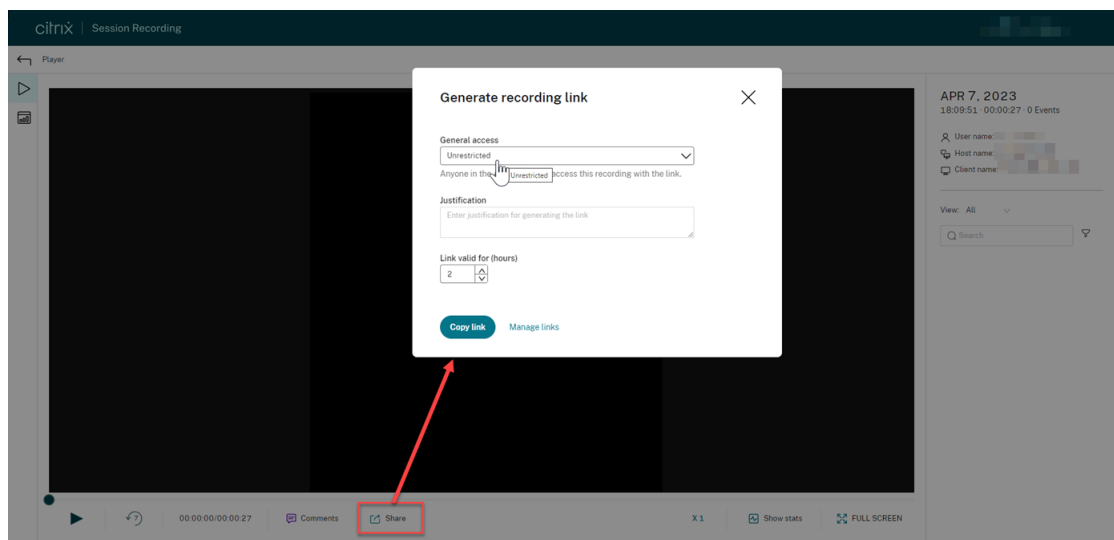 citrix | Session Recording
Player
Generate recording link
General access
Unrestricted
Anyone in the Unrestricted access this recording with the link.
Justification
Enter justification for generating the link
Link valid for (hours)
2
Copy link Manage links
APR 7, 2023
18:09:51 · 00:00:27 · 0 Events
User name:
Host name:
Client name:
View: All
Search
7 00:00:00/00:00:27 Comments Share X 1 Show stats FULL SCREEN